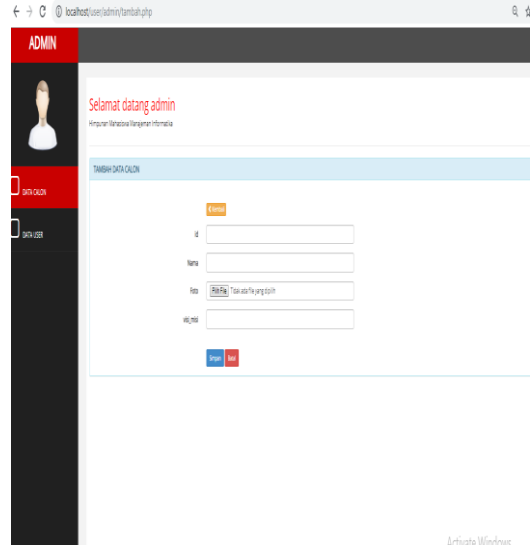 localhost/user/admin/tambah.php
ADMIN
Selamat datang admin
Himpunan Mahasiswa Manajeman Informatika
DATA CALON
DATA USER
TAMBAH DATA CALON
Kembali
Id
Nama
Foto
Pilih File Tidak ada file yang dipilih
visi_misi
Simpan Batal
Activate Windows